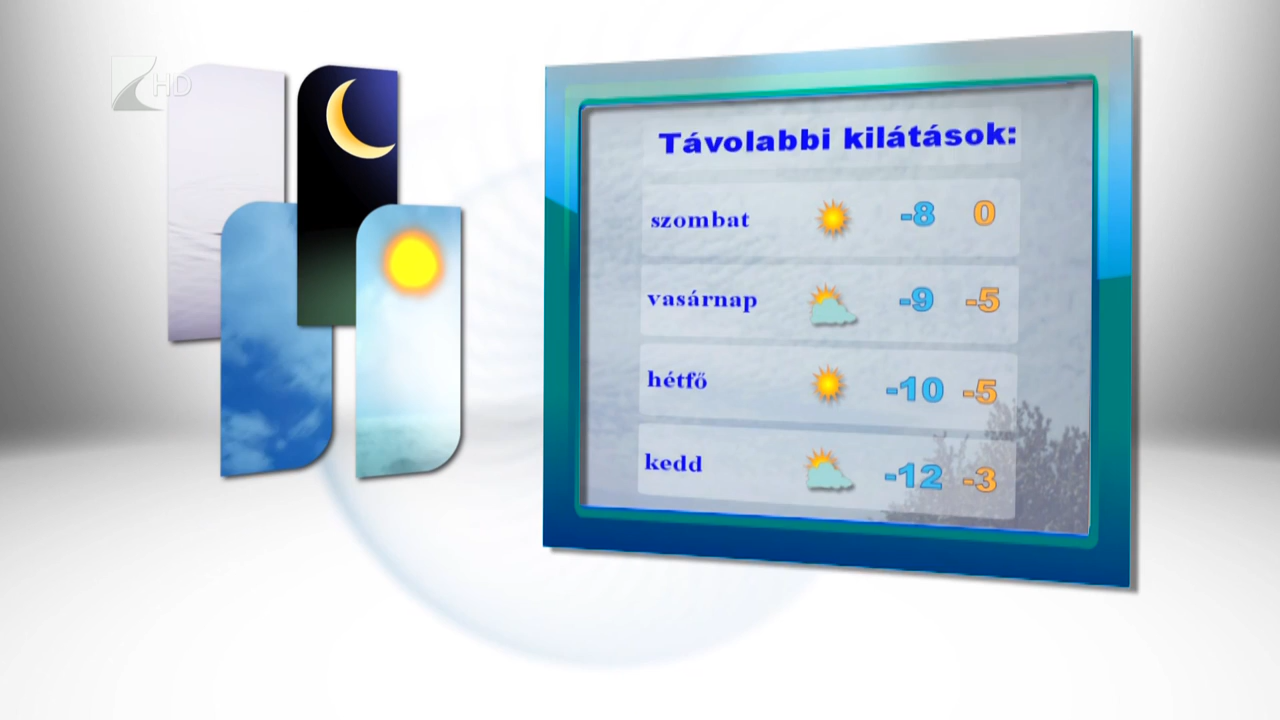 HD
Távolabbi kilátások:
szombat -8 0
vasárnap -9 -5
hétfő -10 -5
kedd -12 -3